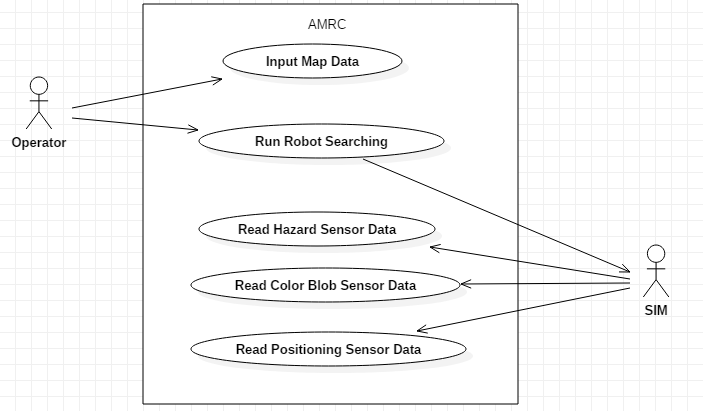 AMRC
Input Map Data
Operator
Run Robot Searching
Read Hazard Sensor Data
Read Color Blob Sensor Data
SIM
Read Positioning Sensor Data